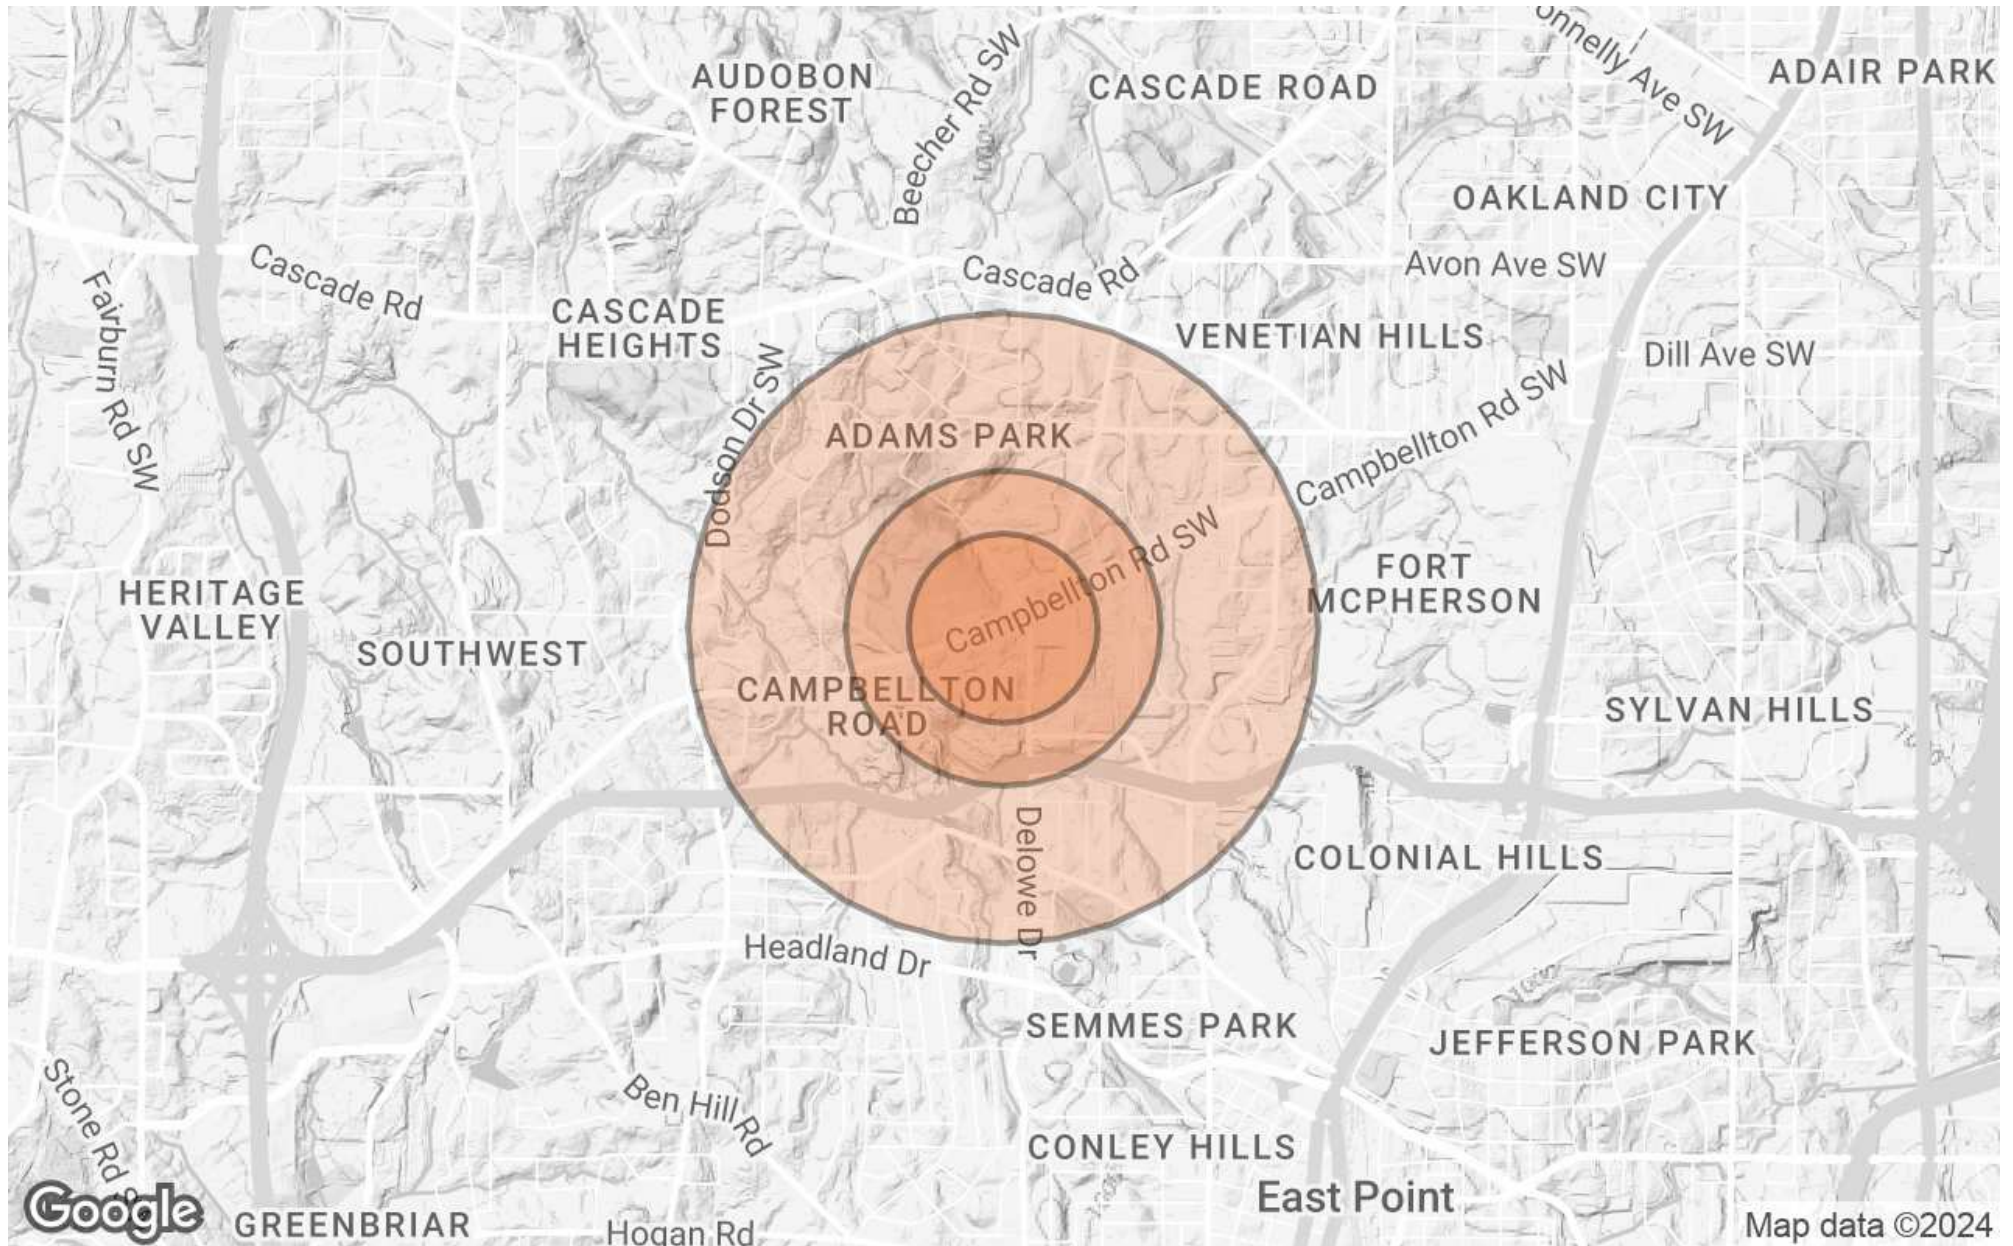 onnelly Ave SW
AUDOBON
FOREST
Beecher Rd SW
CASCADE ROAD
ADAIR PARK
OAKLAND CITY
Cascade Rd
Cascade Rd
Avon Ave SW
Fairburn Rd SW
CASCADE
HEIGHTS
VENETIAN HILLS
Dill Ave SW
Dodson Dr SW
ADAMS PARK
Campbellton Rd SW
Campbellton Rd SW
HERITAGE
VALLEY
SOUTHWEST
FORT
MCPHERSON
CAMPBELLTON
ROAD
SYLVAN HILLS
Delowe Dr
COLONIAL HILLS
Headland Dr
SEMMES PARK
JEFFERSON PARK
Stone Rd
Ben Hill Rd
CONLEY HILLS
East Point
Google
GREENBRIAR
Hogan Rd
Map data ©2024